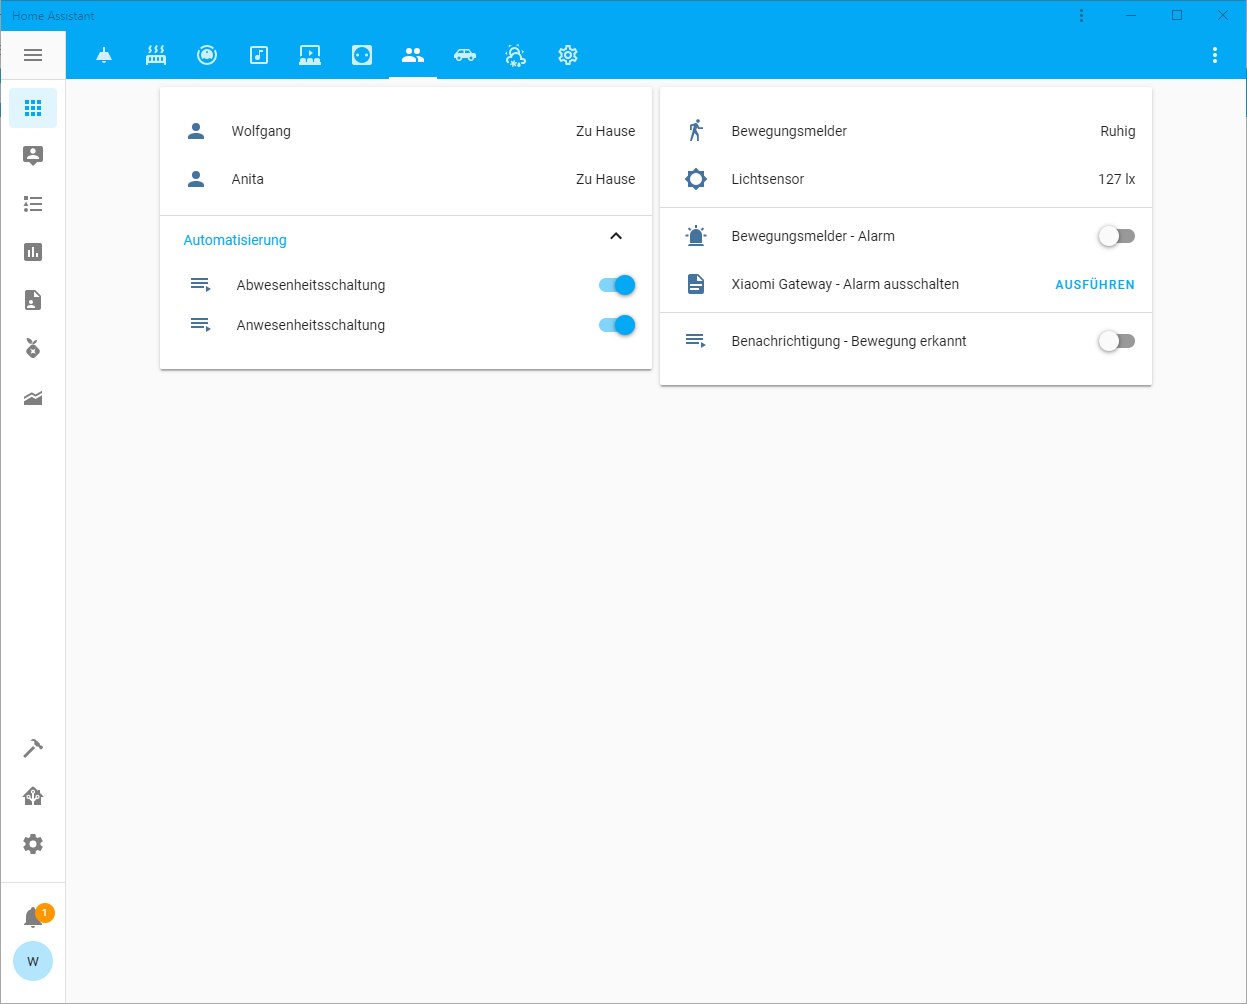 Home Assistant
Wolfgang Zu Hause
Anita Zu Hause
Automatisierung
Abwesenheitsschaltung
Anwesenheitsschaltung
Bewegungsmelder Ruhig
Lichtsensor 127 lx
Bewegungsmelder - Alarm
Xiaomi Gateway - Alarm ausschalten AUSFÜHREN
Benachrichtigung - Bewegung erkannt
1
W